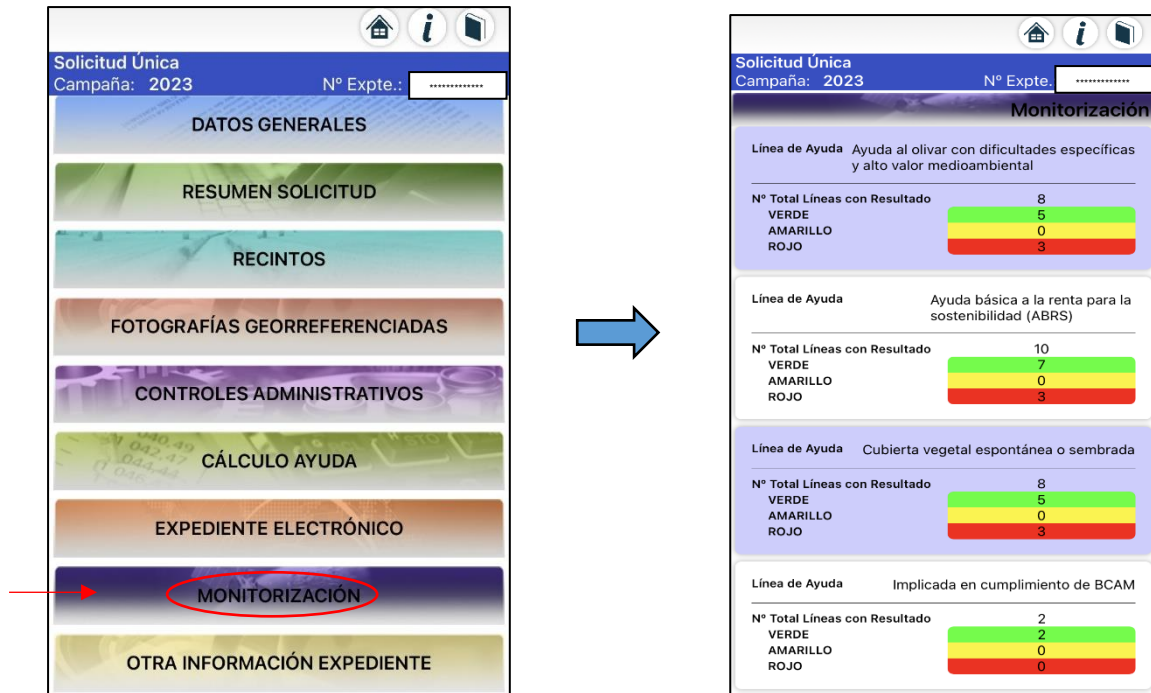 Solicitud Única
Campaña: 2023 Nº Expte.: *************
DATOS GENERALES
RESUMEN SOLICITUD
RECINTOS
FOTOGRAFÍAS GEORREFERENCIADAS
CONTROLES ADMINISTRATIVOS
CÁLCULO AYUDA
EXPEDIENTE ELECTRÓNICO
MONITORIZACIÓN
OTRA INFORMACIÓN EXPEDIENTE
Solicitud Única
Campaña: 2023 Nº Expte. *************
Monitorización
Línea de Ayuda Ayuda al olivar con dificultades específicas
y alto valor medioambiental
Nº Total Líneas con Resultado 8
VERDE 5
AMARILLO 0
ROJO 3
Línea de Ayuda Ayuda básica a la renta para la
sostenibilidad (ABRS)
Nº Total Líneas con Resultado 10
VERDE 7
AMARILLO 0
ROJO 3
Línea de Ayuda Cubierta vegetal espontánea o sembrada
Nº Total Líneas con Resultado 8
VERDE 5
AMARILLO 0
ROJO 3
Línea de Ayuda Implicada en cumplimiento de BCAM
Nº Total Líneas con Resultado 2
VERDE 2
AMARILLO 0
ROJO 0